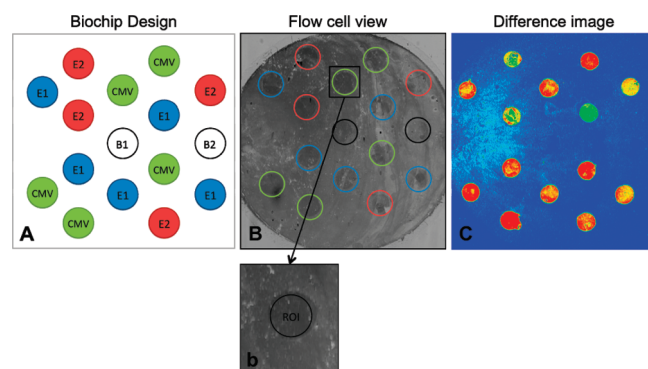 Biochip Design
Flow cell view
Difference image
E2
CMV
E1
CMV
E2
E2
E1
B1
B2
E1
CMV
CMV
E1
E1
CMV
E2
A
B
C
ROI
b